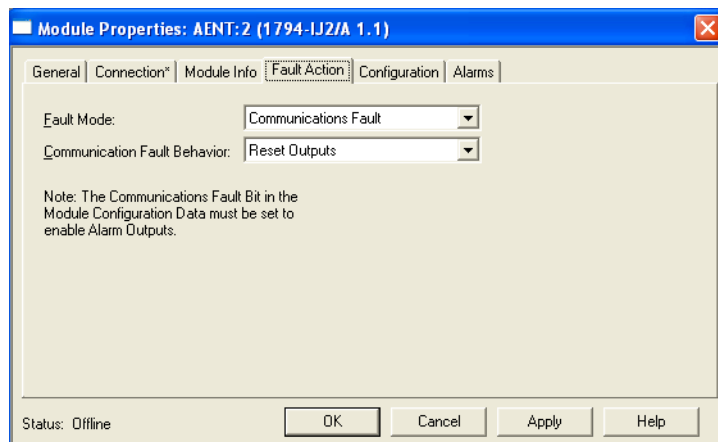 Module Properties: AENT:2 (1794-IJ2/A 1.1)
General Connection* Module Info Fault Action Configuration Alarms
Fault Mode: Communications Fault
Communication Fault Behavior: Reset Outputs
Note: The Communications Fault Bit in the
Module Configuration Data must be set to
enable Alarm Outputs.
Status: Offline OK Cancel Apply Help